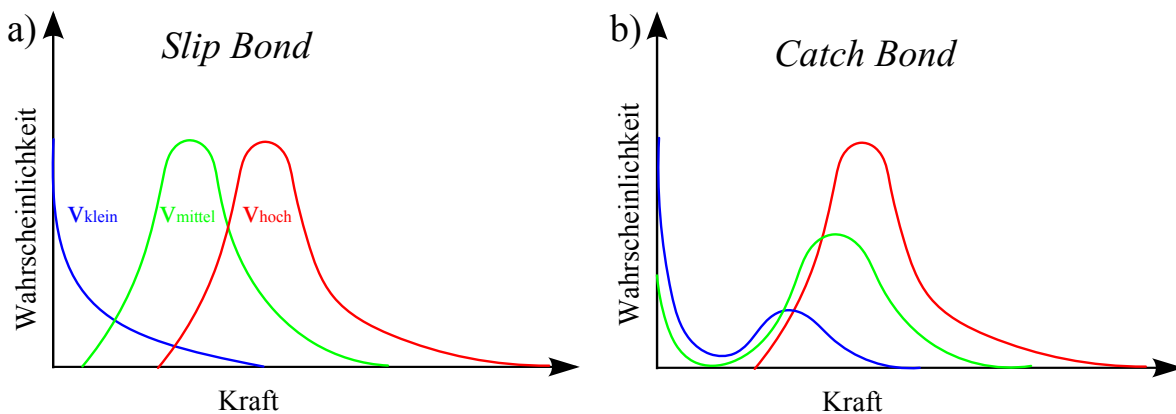 a)
Slip Bond
Wahrscheinlichkeit
vklein
vmittel
vhoch
Kraft
b)
Catch Bond
Wahrscheinlichkeit
Kraft